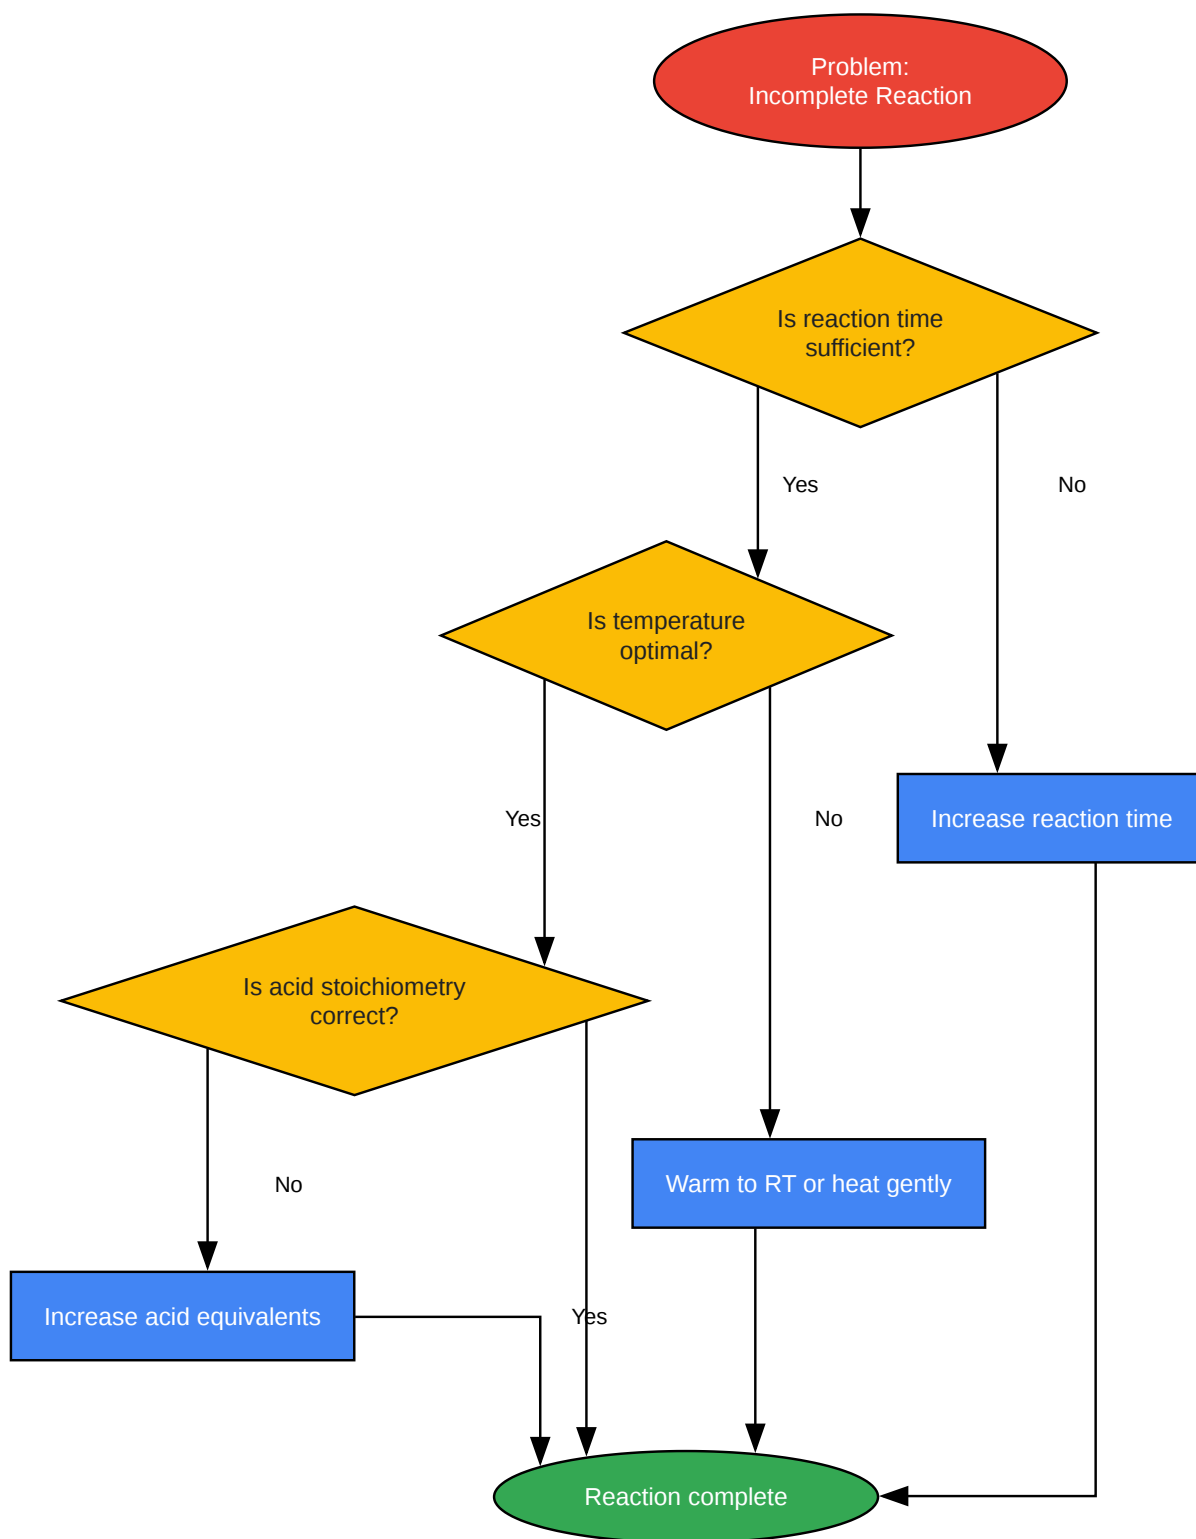 Problem:
Incomplete Reaction
Is reaction time
sufficient?
Yes
No
Is temperature
optimal?
Yes
No
Increase reaction time
Is acid stoichiometry
correct?
No
Warm to RT or heat gently
Increase acid equivalents
Yes
Reaction complete